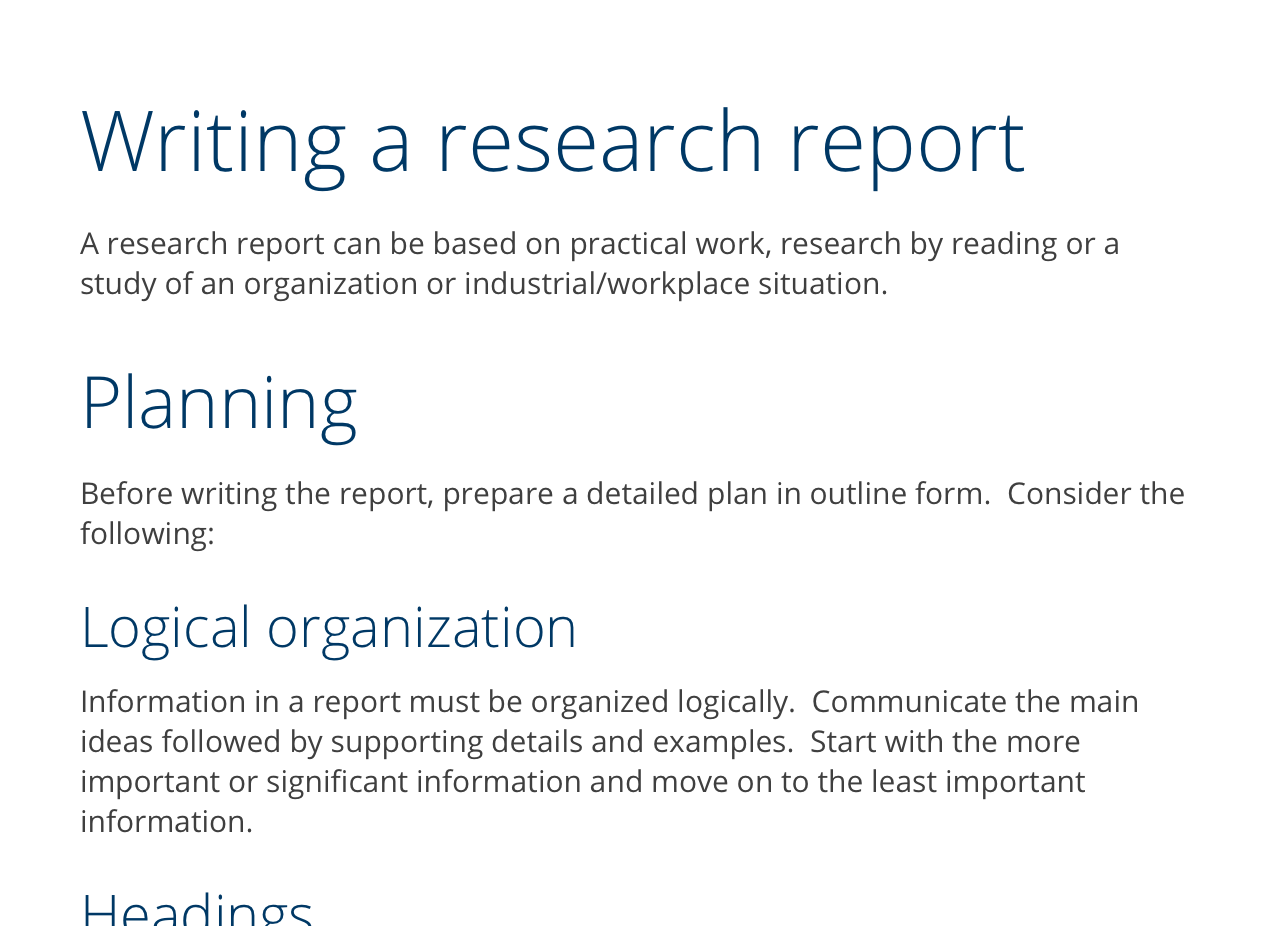 Writing a research report
A research report can be based on practical work, research by reading or a
study of an organization or industrial/workplace situation.
Planning
Before writing the report, prepare a detailed plan in outline form.  Consider the
following:
Logical organization
Information in a report must be organized logically.  Communicate the main
ideas followed by supporting details and examples.  Start with the more
important or significant information and move on to the least important
information.
Headings